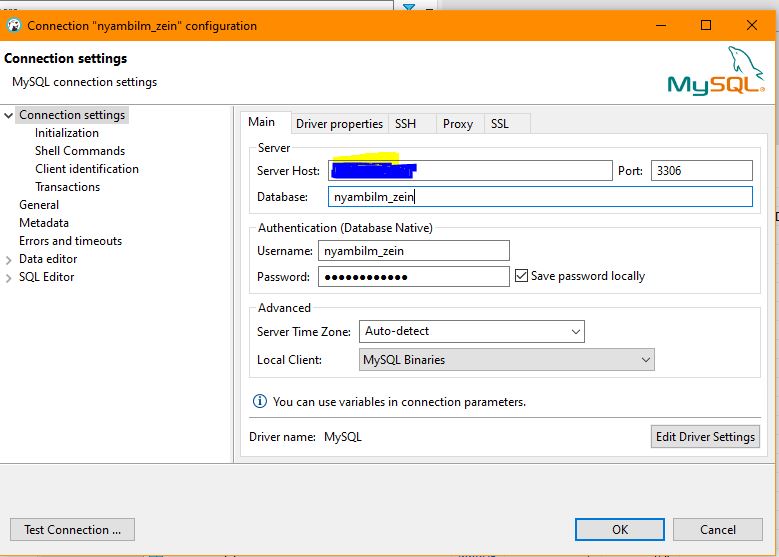 Connection "nyambilm_zein" configuration
Connection settings
MySQL connection settings
MySQL®
Connection settings
Initialization
Shell Commands
Client identification
Transactions
General
Metadata
Errors and timeouts
Data editor
SQL Editor
Main Driver properties SSH Proxy SSL
Server
Server Host: Port: 3306
Database: nyambilm_zein
Authentication (Database Native)
Username: nyambilm_zein
Password: ●●●●●●●●●●●● Save password locally
Advanced
Server Time Zone: Auto-detect
Local Client: MySQL Binaries
You can use variables in connection parameters.
Driver name: MySQL Edit Driver Settings
Test Connection ... OK Cancel